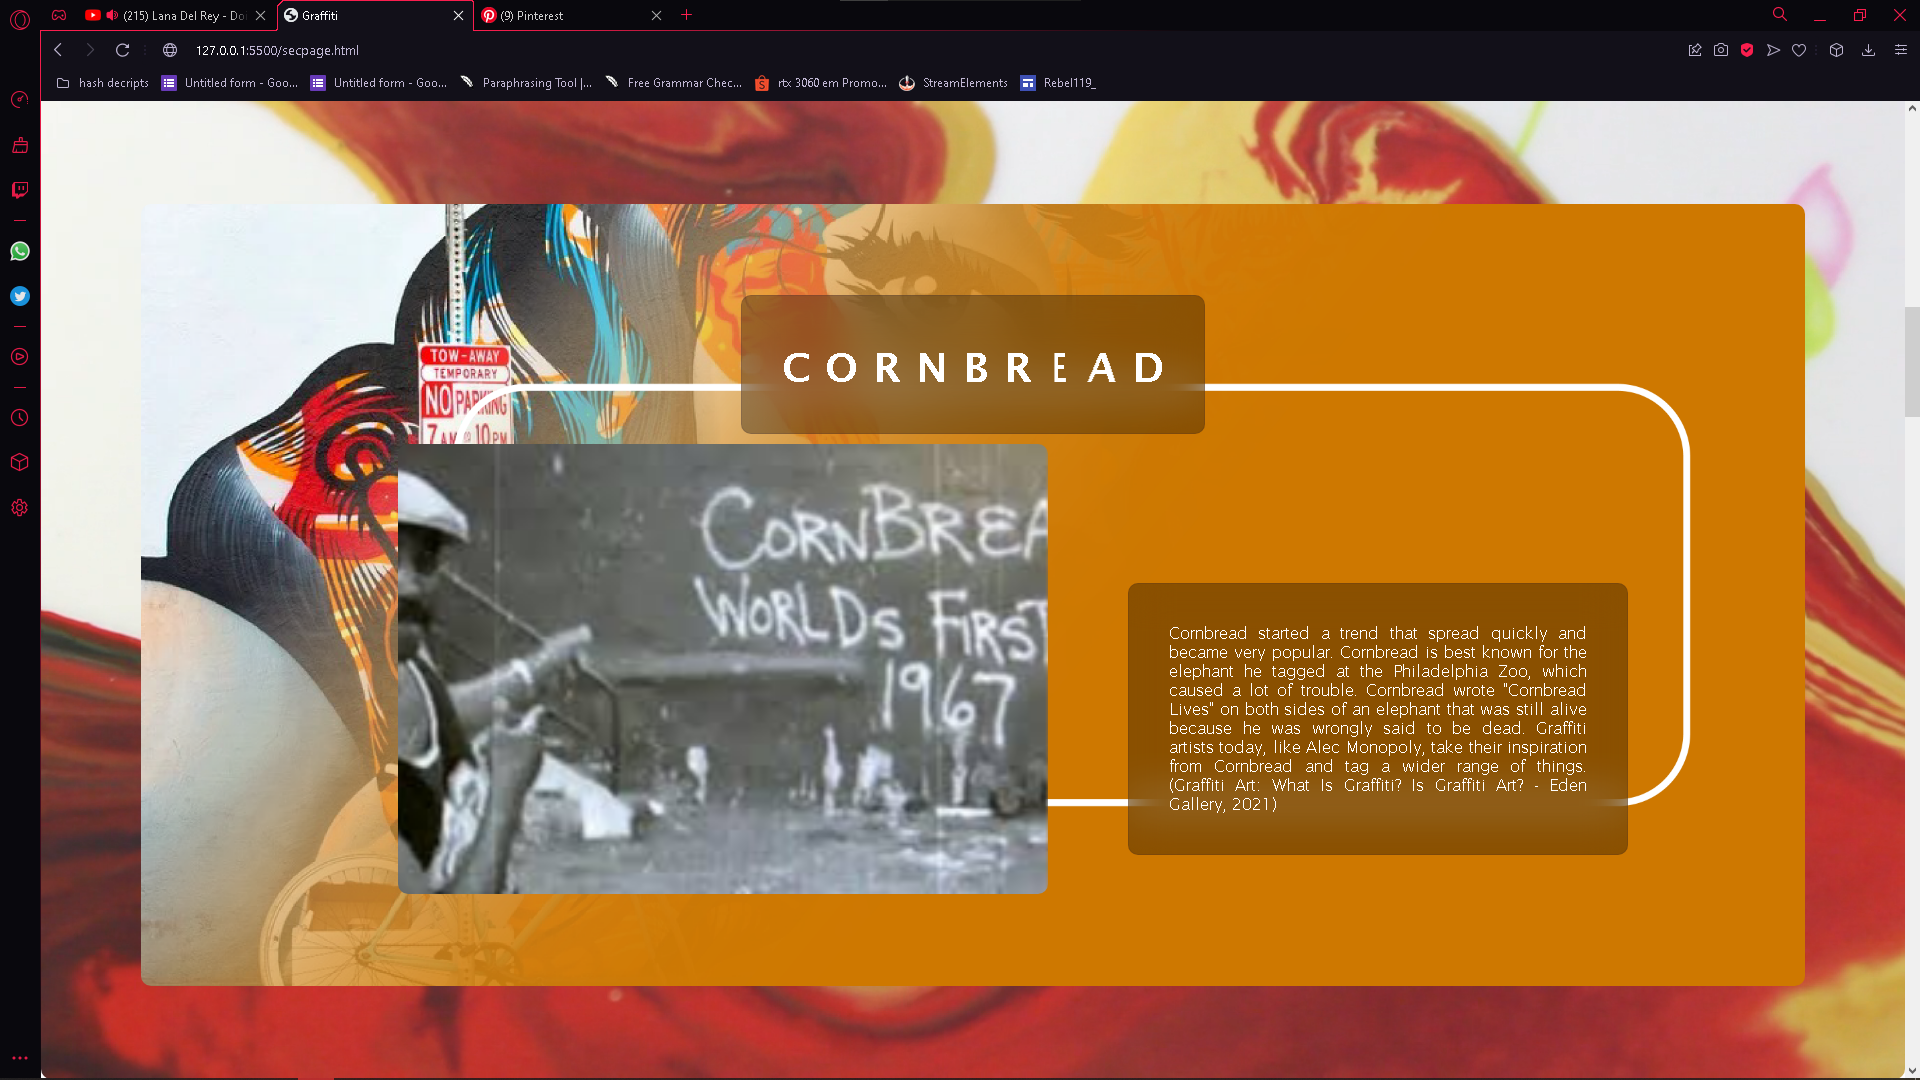 (215) Lana Del Rey - Doi
Graffiti
(9) Pinterest
127.0.0.1:5500/secpage.html
hash decripts
Untitled form - Goo...
Untitled form - Goo...
Paraphrasing Tool |...
Free Grammar Chec...
rtx 3060 em Promo...
StreamElements
Rebel119_
TOW-AWAY
TEMPORARY
NO PARKING
7 AM 10 PM
CORNBREAD
CORNBREA
WORLDS FIRST
1967
Cornbread started a trend that spread quickly and
became very popular. Cornbread is best known for the
elephant he tagged at the Philadelphia Zoo, which
caused a lot of trouble. Cornbread wrote "Cornbread
Lives" on both sides of an elephant that was still alive
because he was wrongly said to be dead. Graffiti
artists today, like Alec Monopoly, take their inspiration
from Cornbread and tag a wider range of things.
(Graffiti Art: What Is Graffiti? Is Graffiti Art? - Eden
Gallery, 2021)